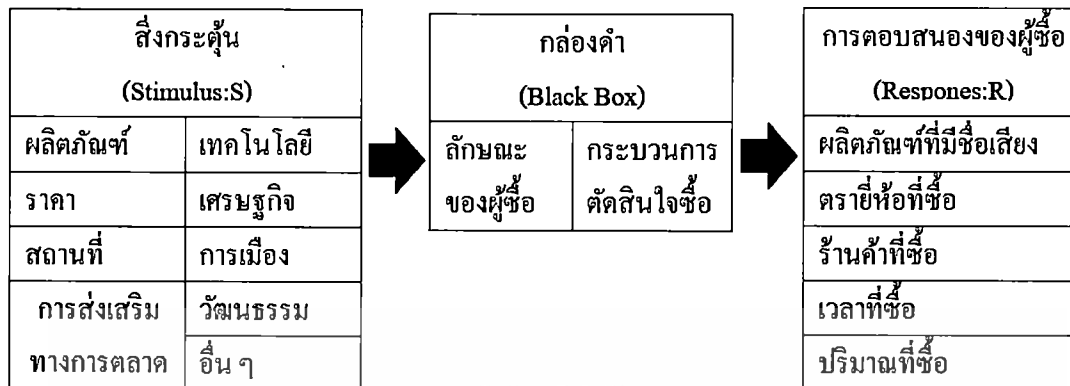 สิ่งกระตุ้น
(Stimulus:S)
ผลิตภัณฑ์ เทคโนโลยี
ราคา เศรษฐกิจ
สถานที่ การเมือง
การส่งเสริม วัฒนธรรม
ทางการตลาด อื่น ๆ
กล่องดำ
(Black Box)
ลักษณะ กระบวนการ
ของผู้ซื้อ ตัดสินใจซื้อ
การตอบสนองของผู้ซื้อ
(Respones:R)
ผลิตภัณฑ์ที่มีชื่อเสียง
ตรายี่ห้อที่ซื้อ
ร้านค้าที่ซื้อ
เวลาที่ซื้อ
ปริมาณที่ซื้อ